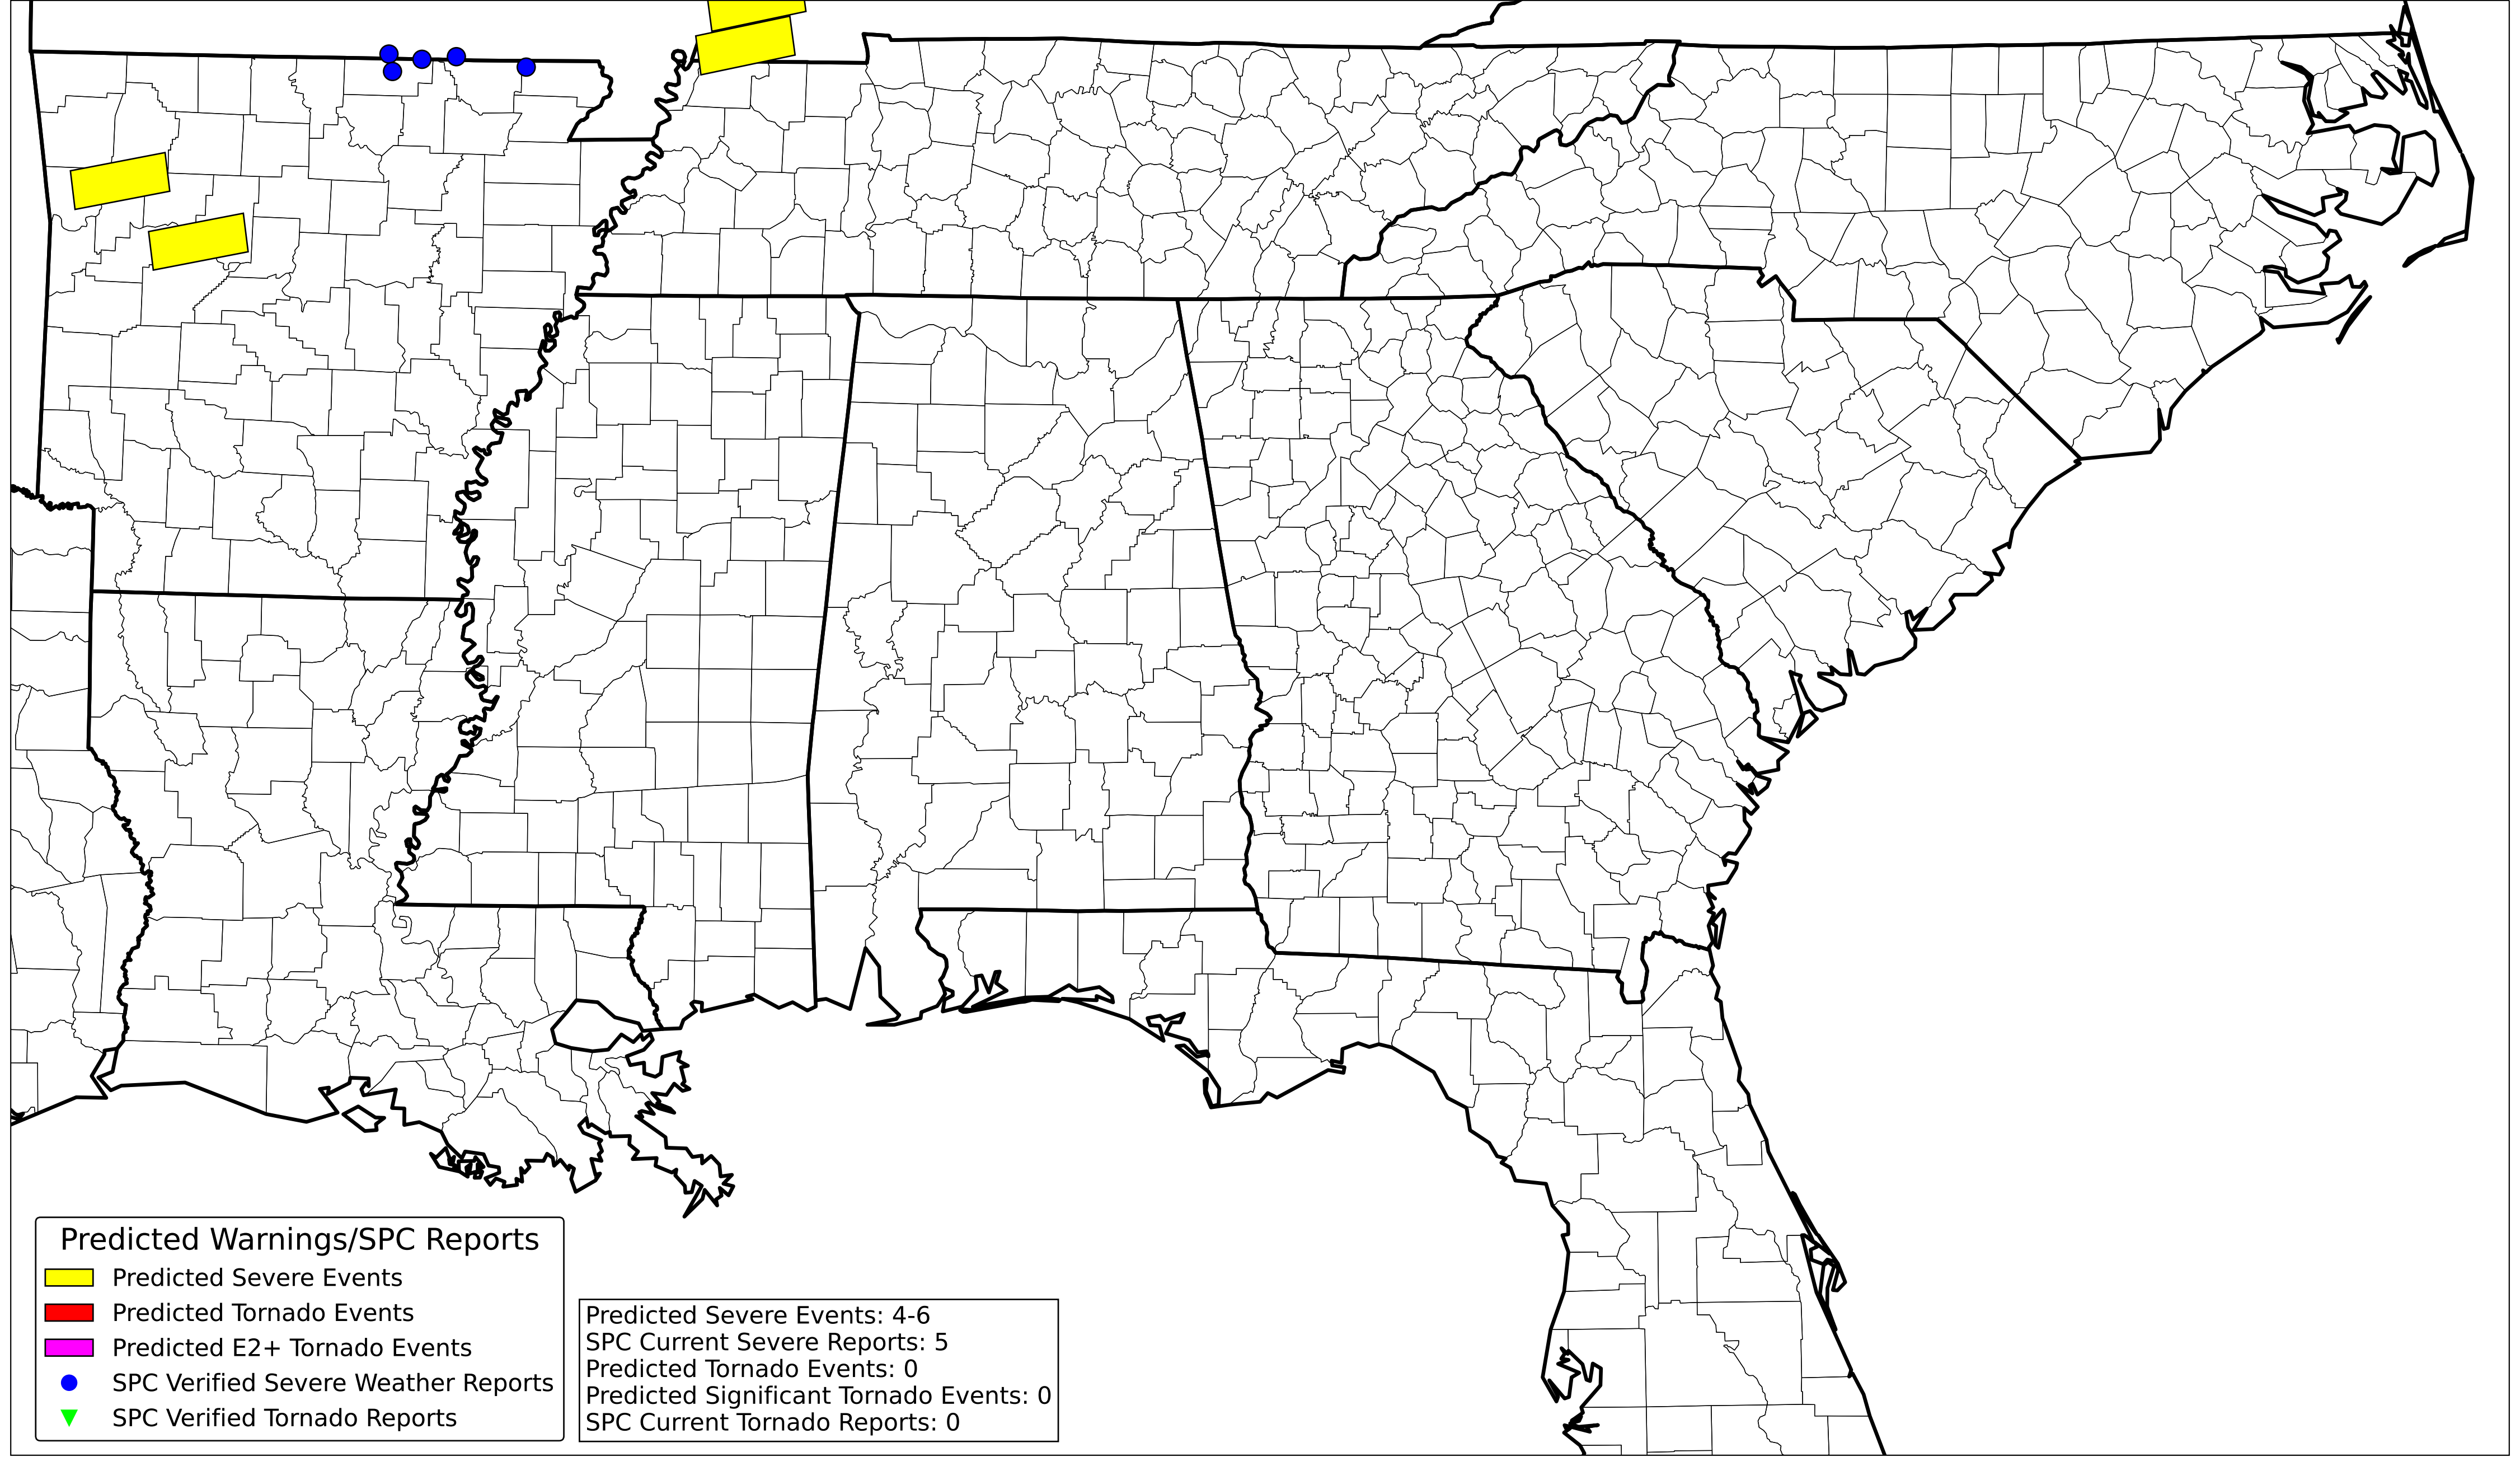 Predicted Warnings/SPC Reports
Predicted Severe Events
Predicted Tornado Events
Predicted E2+ Tornado Events
SPC Verified Severe Weather Reports
SPC Verified Tornado Reports
Predicted Severe Events: 4-6
SPC Current Severe Reports: 5
Predicted Tornado Events: 0
Predicted Significant Tornado Events: 0
SPC Current Tornado Reports: 0